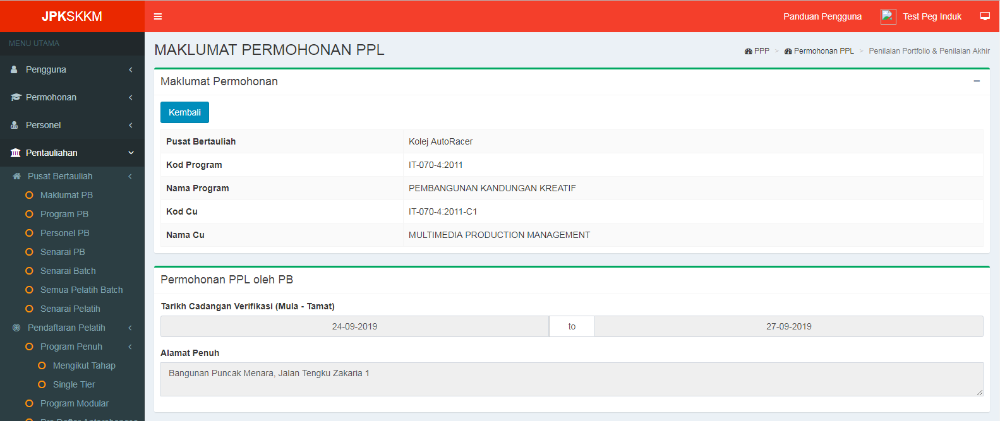 JPKSKKM
Panduan Pengguna
Test Peg Induk
MENU UTAMA
Pengguna
Permohonan
Personel
Pentauliahan
Pusat Bertauliah
Maklumat PB
Program PB
Personel PB
Senarai PB
Senarai Batch
Semua Pelatih Batch
Senarai Pelatih
Pendaftaran Pelatih
Program Penuh
Mengikut Tahap
Single Tier
Program Modular
MAKLUMAT PERMOHONAN PPL
PPP > Permohonan PPL > Penilaian Portfolio & Penilaian Akhir
Maklumat Permohonan
Kembali
Pusat Bertauliah Kolej AutoRacer
Kod Program IT-070-4:2011
Nama Program PEMBANGUNAN KANDUNGAN KREATIF
Kod Cu IT-070-4:2011-C1
Nama Cu MULTIMEDIA PRODUCTION MANAGEMENT
Permohonan PPL oleh PB
Tarikh Cadangan Verifikasi (Mula - Tamat)
24-09-2019 to 27-09-2019
Alamat Penuh
Bangunan Puncak Menara, Jalan Tengku Zakaria 1